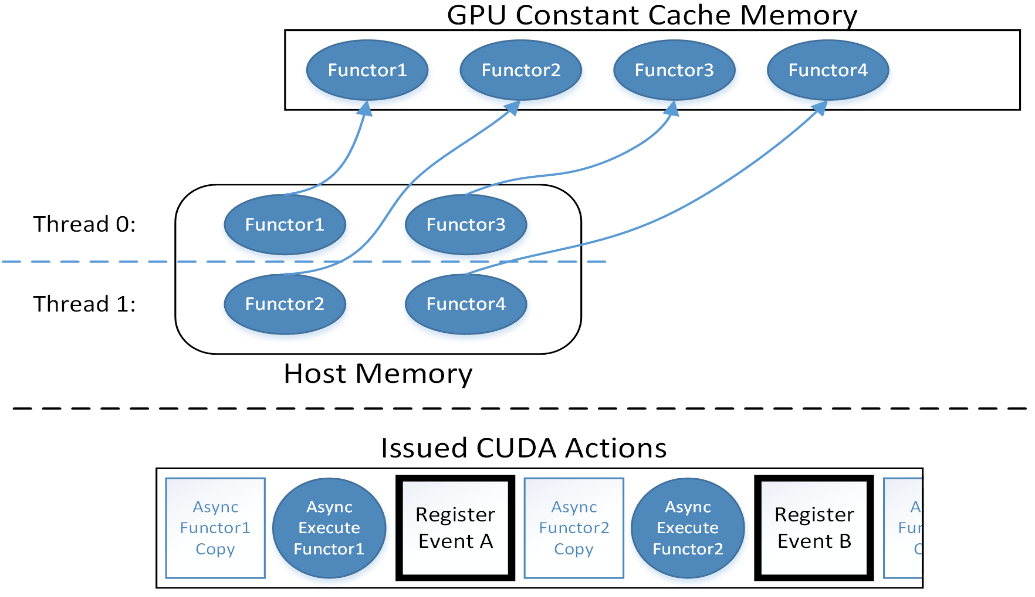 GPU Constant Cache Memory
Functor1 Functor2 Functor3 Functor4
Thread 0: Functor1 Functor3
Thread 1: Functor2 Functor4
Host Memory
Issued CUDA Actions
Async
Functor1
Copy
Async
Execute
Functor1
Register
Event A
Async
Functor2
Copy
Async
Execute
Functor2
Register
Event B